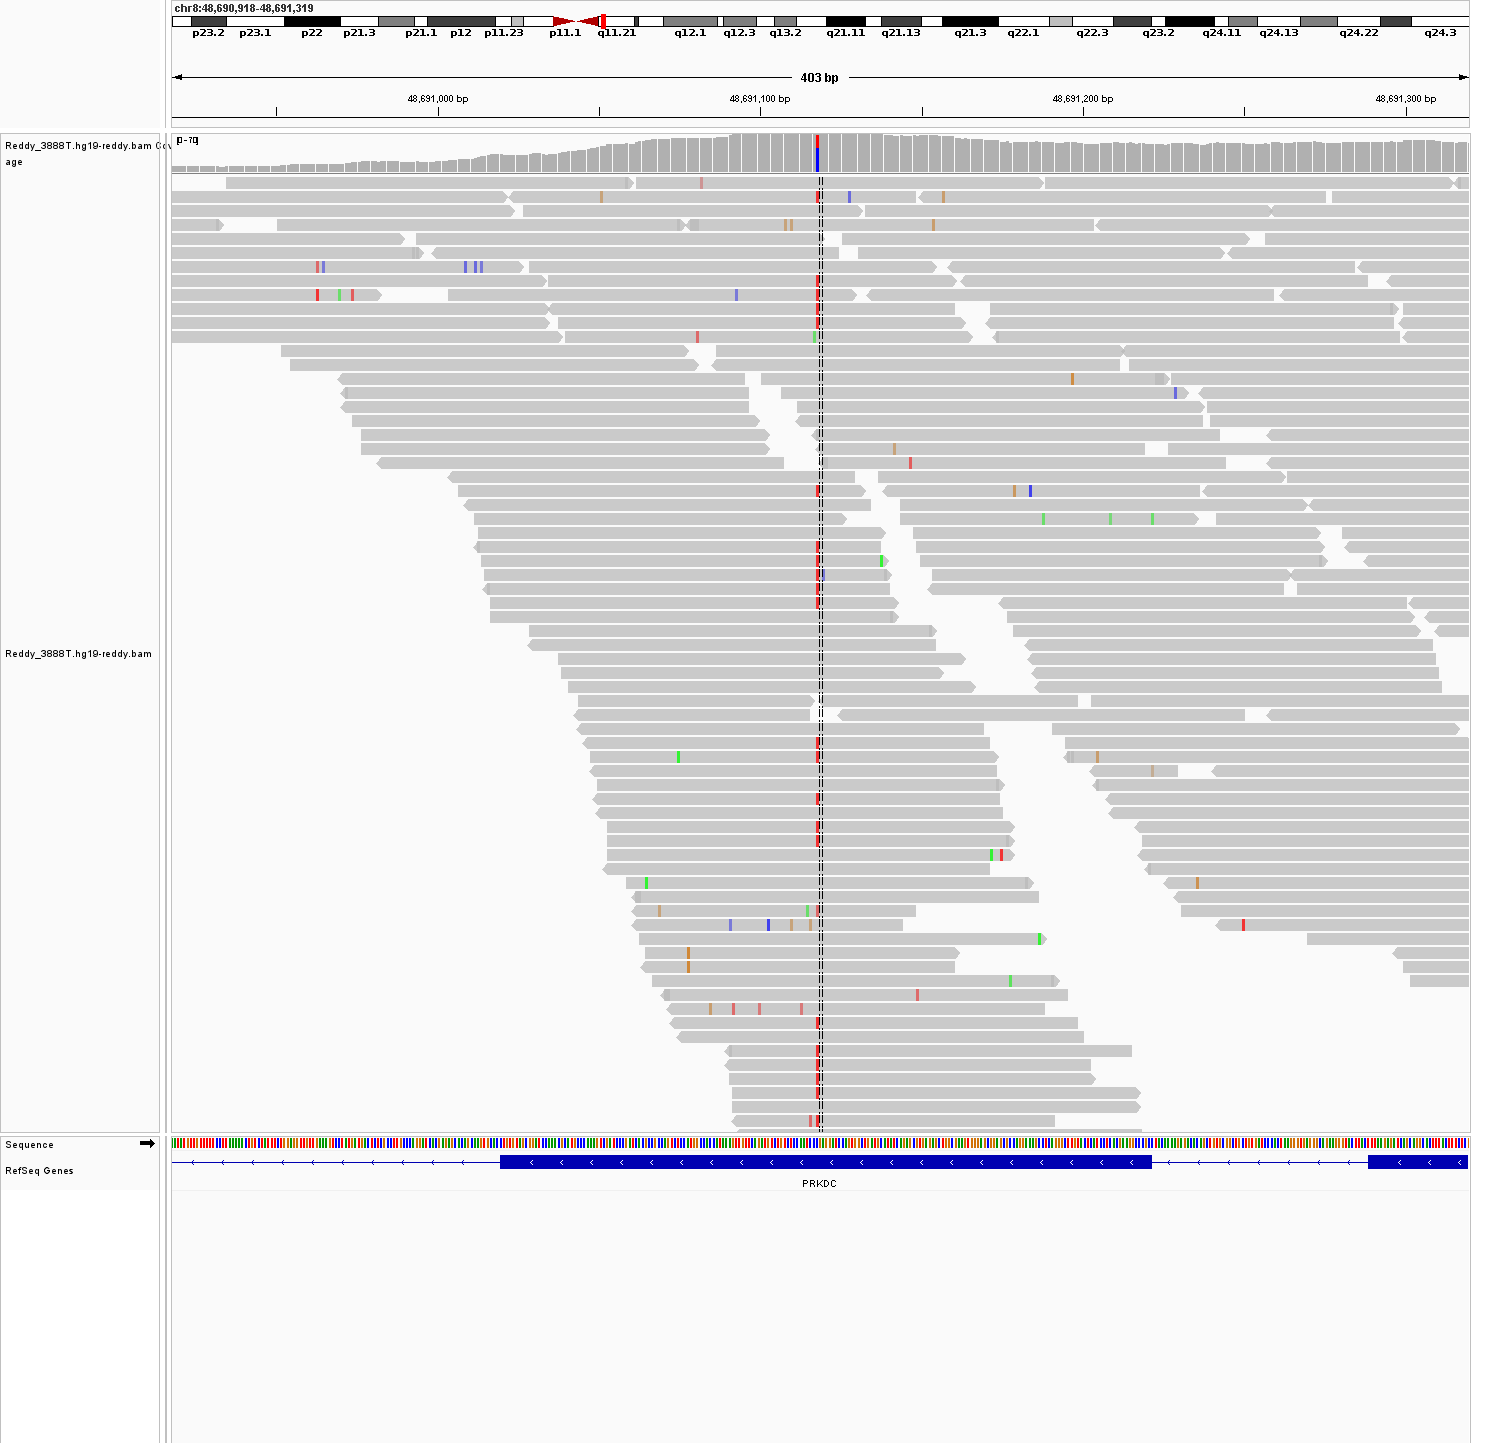 chr8:48,690,918-48,691,319
p23.2 p23.1 p22 p21.3 p21.1 p12 p11.23 p11.1 q11.21 q12.1 q12.3 q13.2 q21.11 q21.13 q21.3 q22.1 q22.3 q23.2 q24.11 q24.13 q24.22 q24.3
403 bp
48,691,000 bp 48,691,100 bp 48,691,200 bp 48,691,300 bp
Reddy_3888T.hg19-reddy.bam Cov
age
Reddy_3888T.hg19-reddy.bam
Sequence
RefSeq Genes
PRKDC